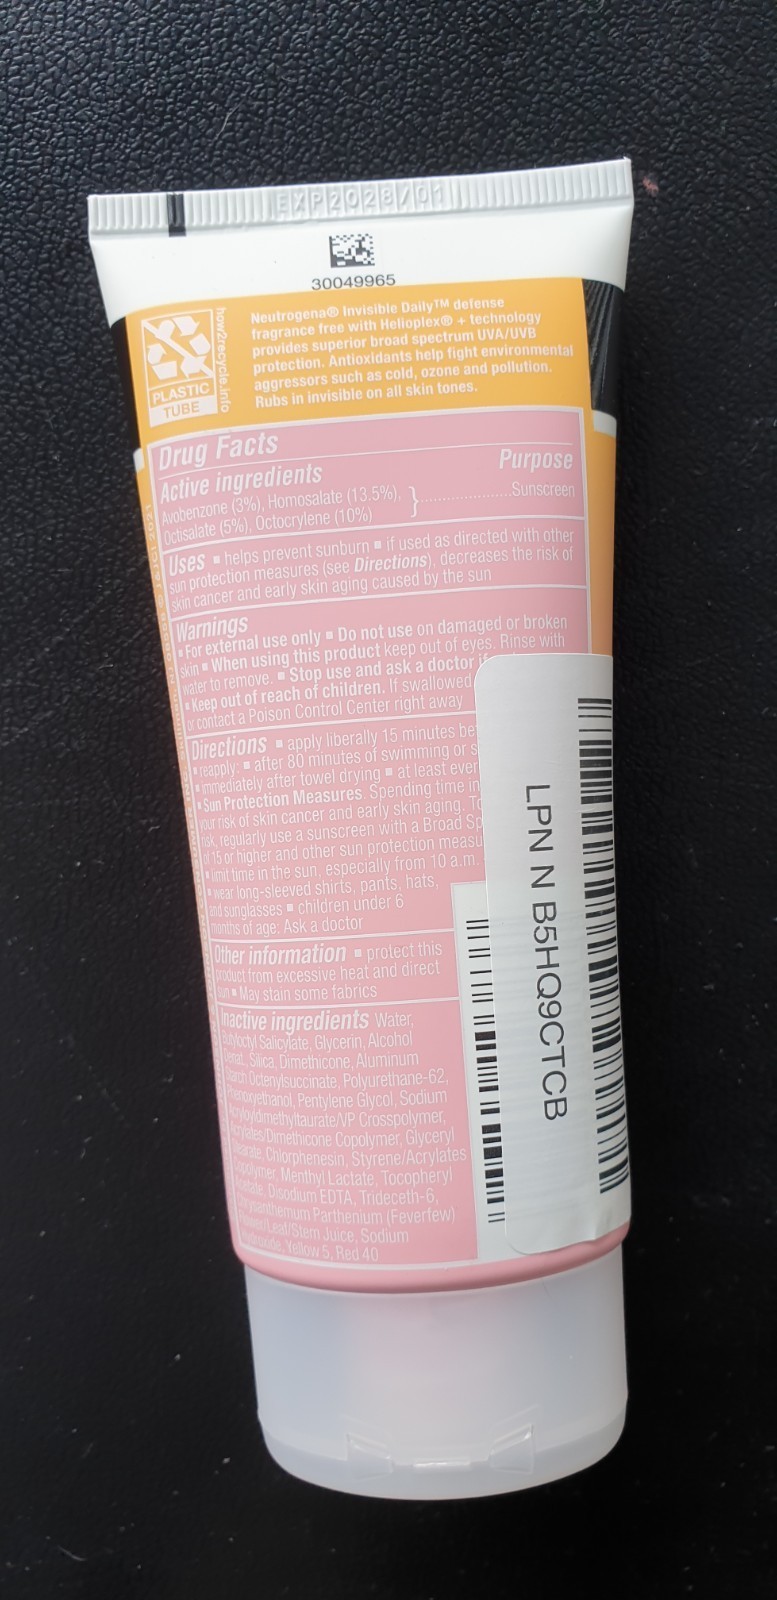 EXP2028/01
30049965
how2recycle.info
PLASTIC
TUBE
Neutrogena® Invisible Daily™ defense
fragrance free with Helioplex® + technology
provides superior broad spectrum UVA/UVB
protection. Antioxidants help fight environmental
aggressors such as cold, ozone and pollution.
Rubs in invisible on all skin tones.
Drug Facts
Active ingredients Purpose
Avobenzone (3%), Homosalate (13.5%),
Octisalate (5%), Octocrylene (10%) }....................Sunscreen
Uses ▪ helps prevent sunburn ▪ if used as directed with other
sun protection measures (see Directions), decreases the risk of
skin cancer and early skin aging caused by the sun
Warnings
▪ For external use only ▪ Do not use on damaged or broken
skin ▪ When using this product keep out of eyes. Rinse with
water to remove. ▪ Stop use and ask a doctor if
▪ Keep out of reach of children. If swallowed
or contact a Poison Control Center right away
Directions ▪ apply liberally 15 minutes be
▪ reapply: ▪ after 80 minutes of swimming or s
▪ immediately after towel drying ▪ at least ever
▪ Sun Protection Measures. Spending time in
your risk of skin cancer and early skin aging. To
risk, regularly use a sunscreen with a Broad Sp
of 15 or higher and other sun protection measu
▪ limit time in the sun, especially from 10 a.m.
▪ wear long-sleeved shirts, pants, hats,
and sunglasses ▪ children under 6
months of age: Ask a doctor
Other information ▪ protect this
product from excessive heat and direct
sun ▪ May stain some fabrics
Inactive ingredients Water,
Butyloctyl Salicylate, Glycerin, Alcohol
Denat., Silica, Dimethicone, Aluminum
Starch Octenylsuccinate, Polyurethane-62,
Phenoxyethanol, Pentylene Glycol, Sodium
Acryloyldimethyltaurate/VP Crosspolymer,
Acrylates/Dimethicone Copolymer, Glyceryl
Stearate, Chlorphenesin, Styrene/Acrylates
Copolymer, Menthyl Lactate, Tocopheryl
Acetate, Disodium EDTA, Trideceth-6,
Chrysanthemum Parthenium (Feverfew)
Flower/Leaf/Stem Juice, Sodium
Hydroxide, Yellow 5, Red 40
LPN N B5HQ9CTCB